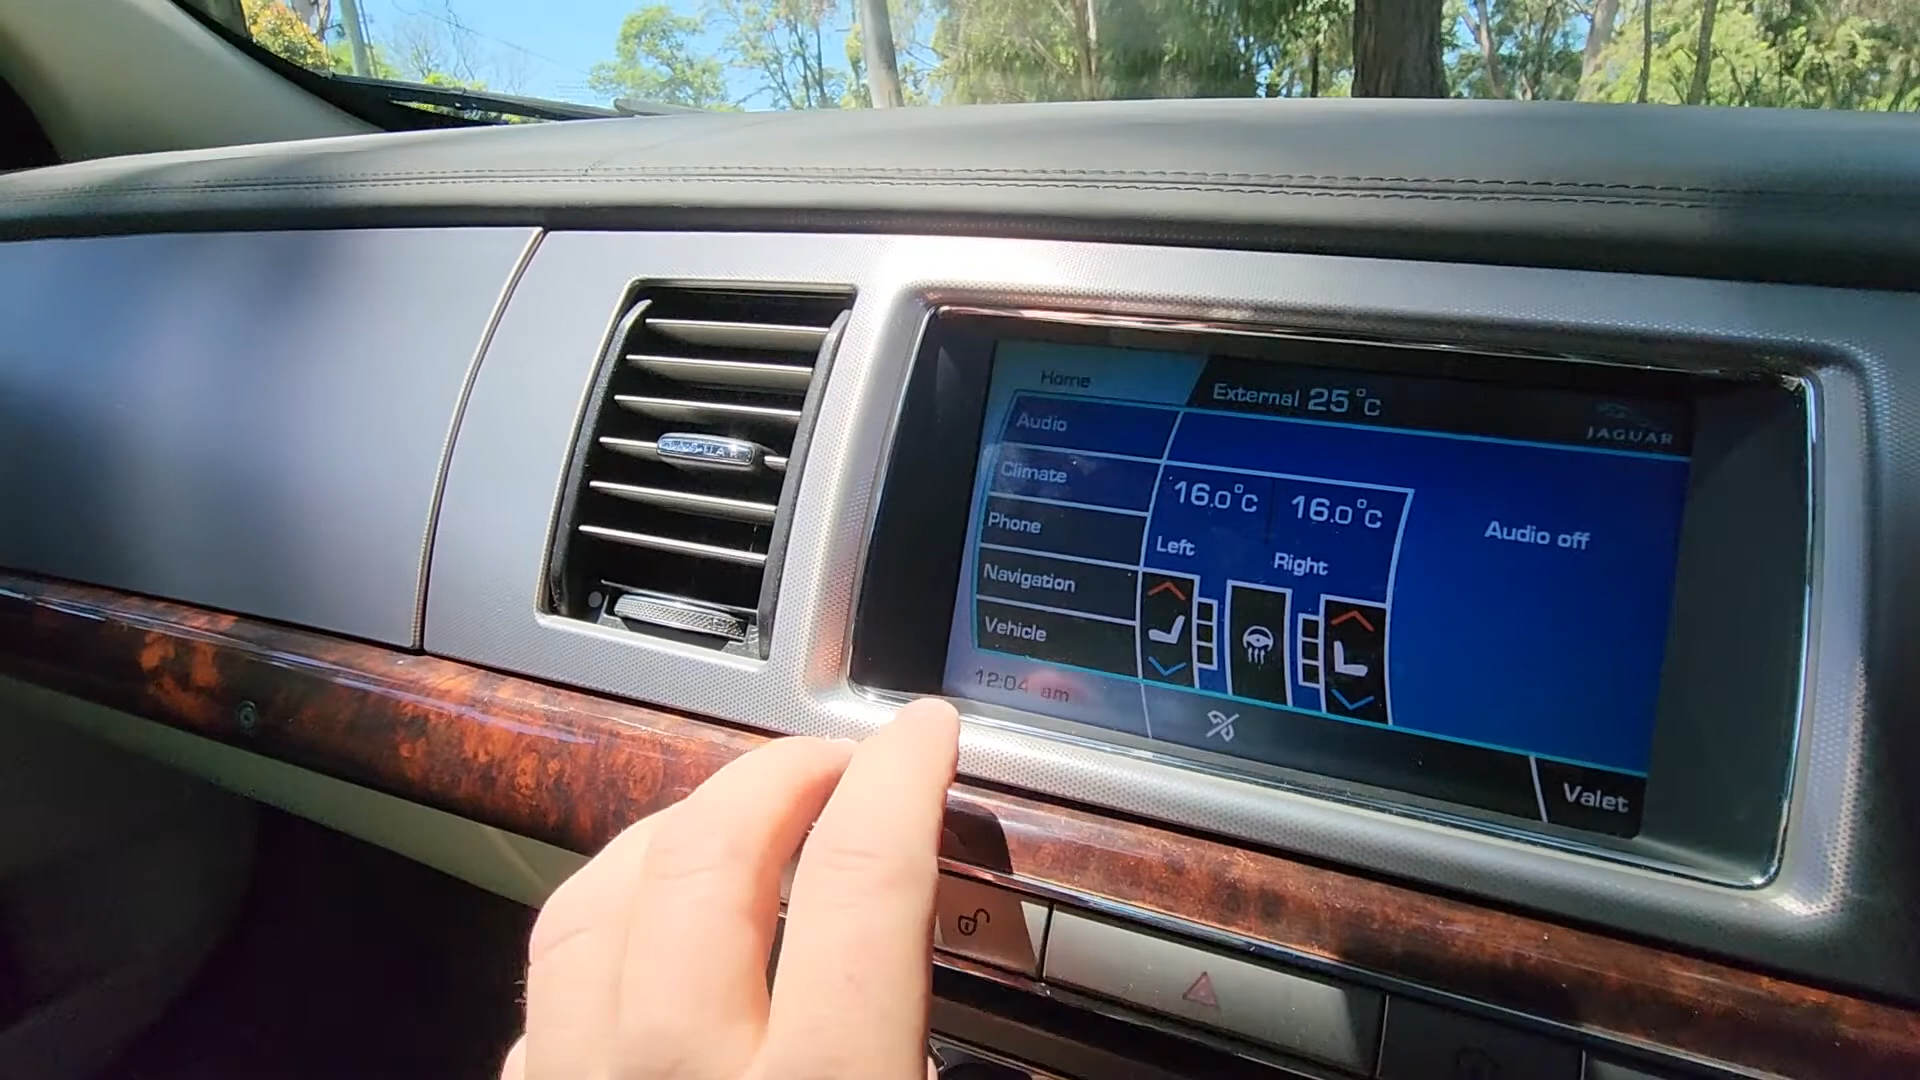 Home
External 25°C
JAGUAR
Audio
Climate
Phone
Navigation
Vehicle
16.0°C 16.0°C
Left Right
Audio off
12:04 am
Valet